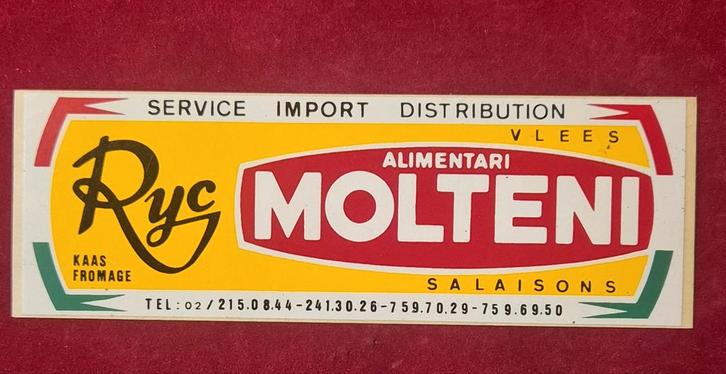 SERVICE IMPORT DISTRIBUTION
VLEES
Ryc
ALIMENTARI
MOLTENI
KAAS
FROMAGE
SALAISONS
TEL: 02/215.08.44-241.30.26-759.70.29-759.69.50